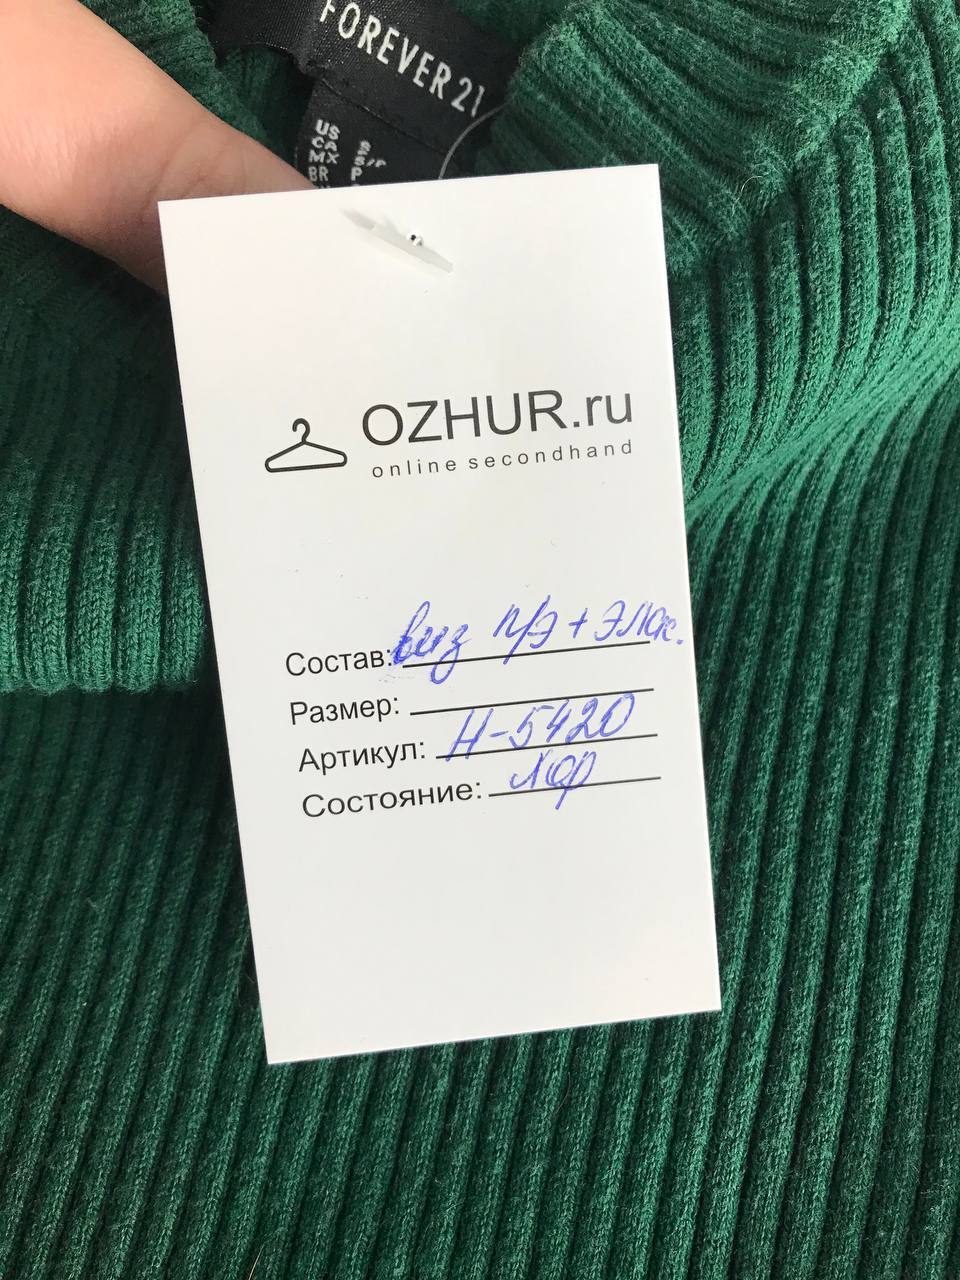 FOREVER 21
US S
CA S/P
MX P
BR
OZHUR.ru
online secondhand
Состав: виз п/э + элас.
Размер:
Артикул: Н-5420
Состояние: хор